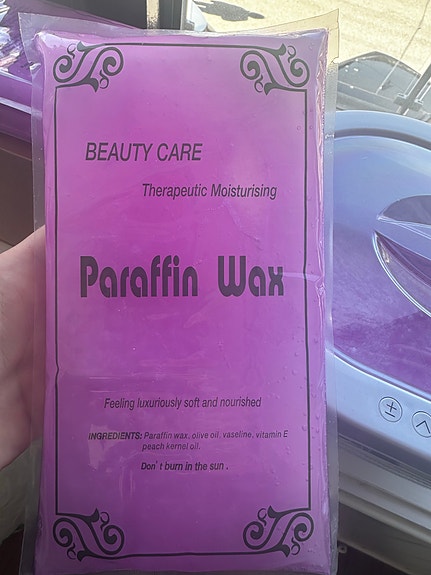 BEAUTY CARE
Therapeutic Moisturising
Paraffin Wax
Feeling luxuriously soft and nourished
INGREDIENTS: Paraffin wax, olive oil, vaseline, vitamin E
peach kernel oil.
Don't burn in the sun.